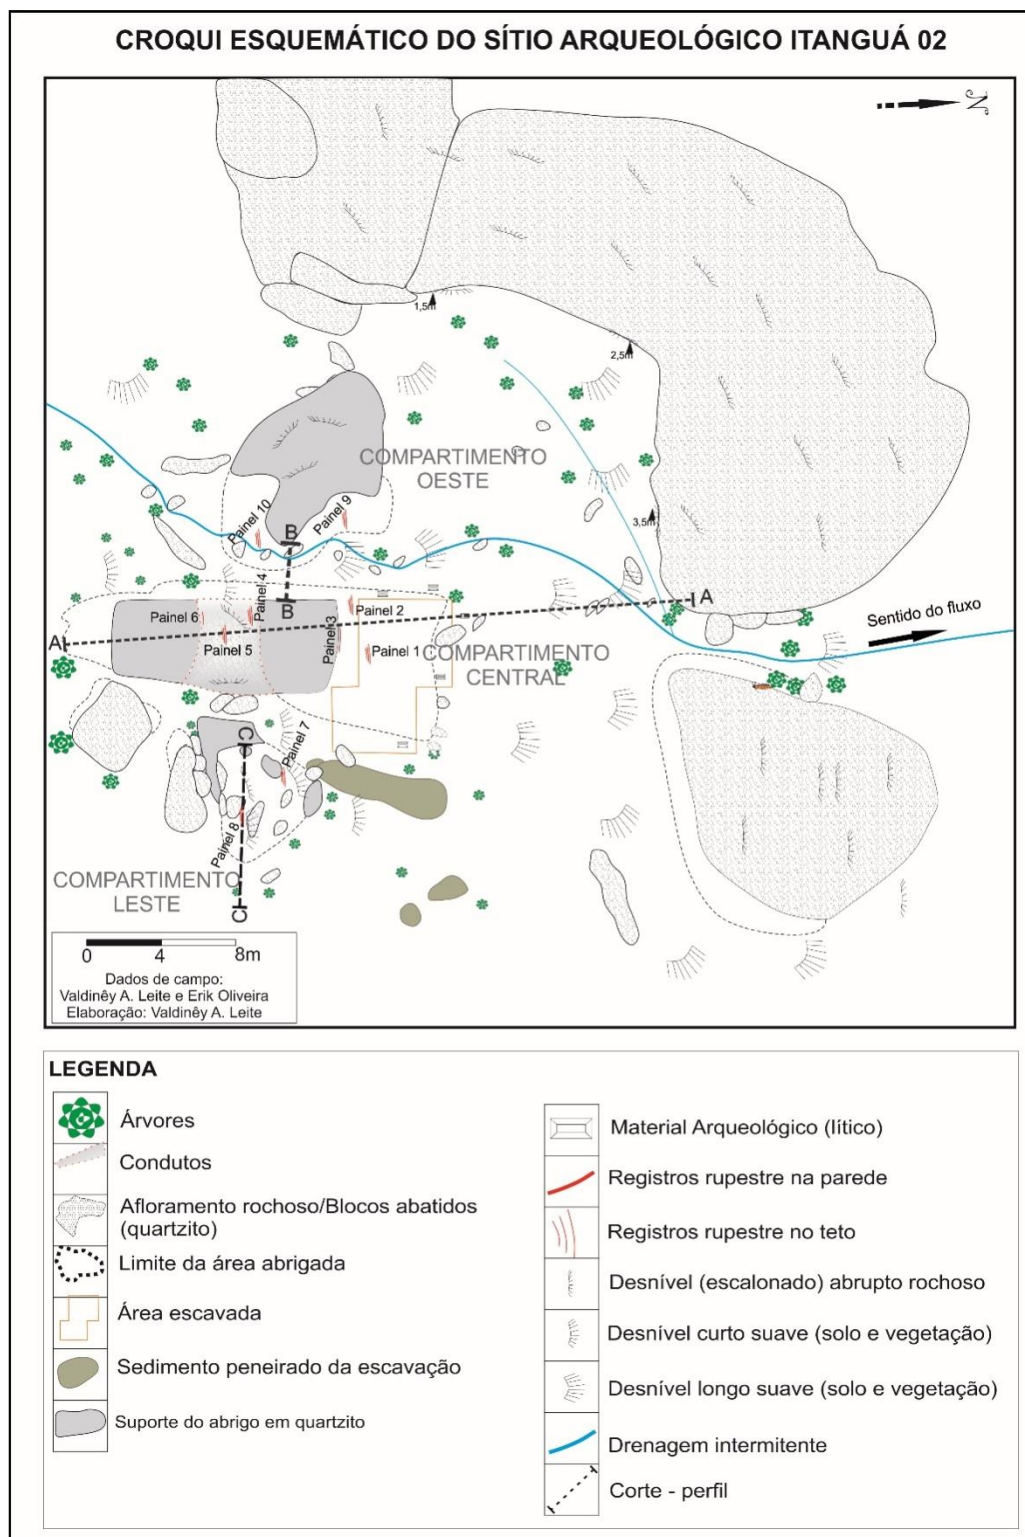 CROQUI ESQUEMÁTICO DO SÍTIO ARQUEOLÓGICO ITANGUÁ 02
N
1,5m
2,5m
COMPARTIMENTO
OESTE
Painel 10
Painel 9
3,5m
B
B
Painel 4
Painel 6
Painel 5
Painel 3
Painel 2
Painel 1
A
A
COMPARTIMENTO
CENTRAL
Sentido do fluxo
C
Painel 7
Painel 8
COMPARTIMENTO
LESTE
C
0 4 8m
Dados de campo:
Valdinêy A. Leite e Erik Oliveira
Elaboração: Valdinêy A. Leite
LEGENDA
Árvores
Condutos
Afloramento rochoso/Blocos abatidos
(quartzito)
Limite da área abrigada
Área escavada
Sedimento peneirado da escavação
Suporte do abrigo em quartzito
Material Arqueológico (lítico)
Registros rupestre na parede
Registros rupestre no teto
Desnível (escalonado) abrupto rochoso
Desnível curto suave (solo e vegetação)
Desnível longo suave (solo e vegetação)
Drenagem intermitente
Corte - perfil